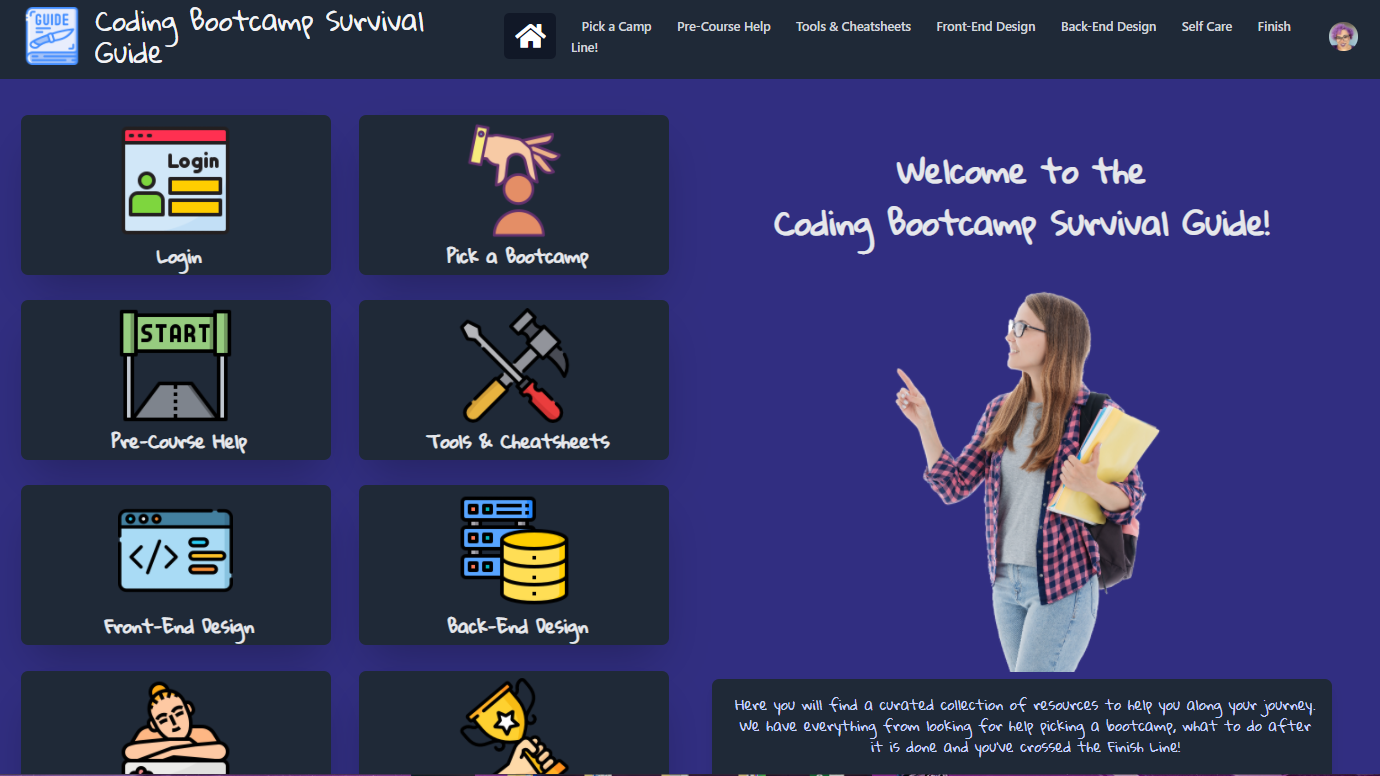 GUIDE
Coding Bootcamp Survival
Guide
Pick a Camp Pre-Course Help Tools & Cheatsheets Front-End Design Back-End Design Self Care Finish
Line!
Login
Login
Pick a Bootcamp
START
Pre-Course Help
Tools & Cheatsheets
</>
Front-End Design
Back-End Design
Welcome to the
Coding Bootcamp Survival Guide!
Here you will find a curated collection of resources to help you along your journey.
We have everything from looking for help picking a bootcamp, what to do after
it is done and you've crossed the Finish Line!